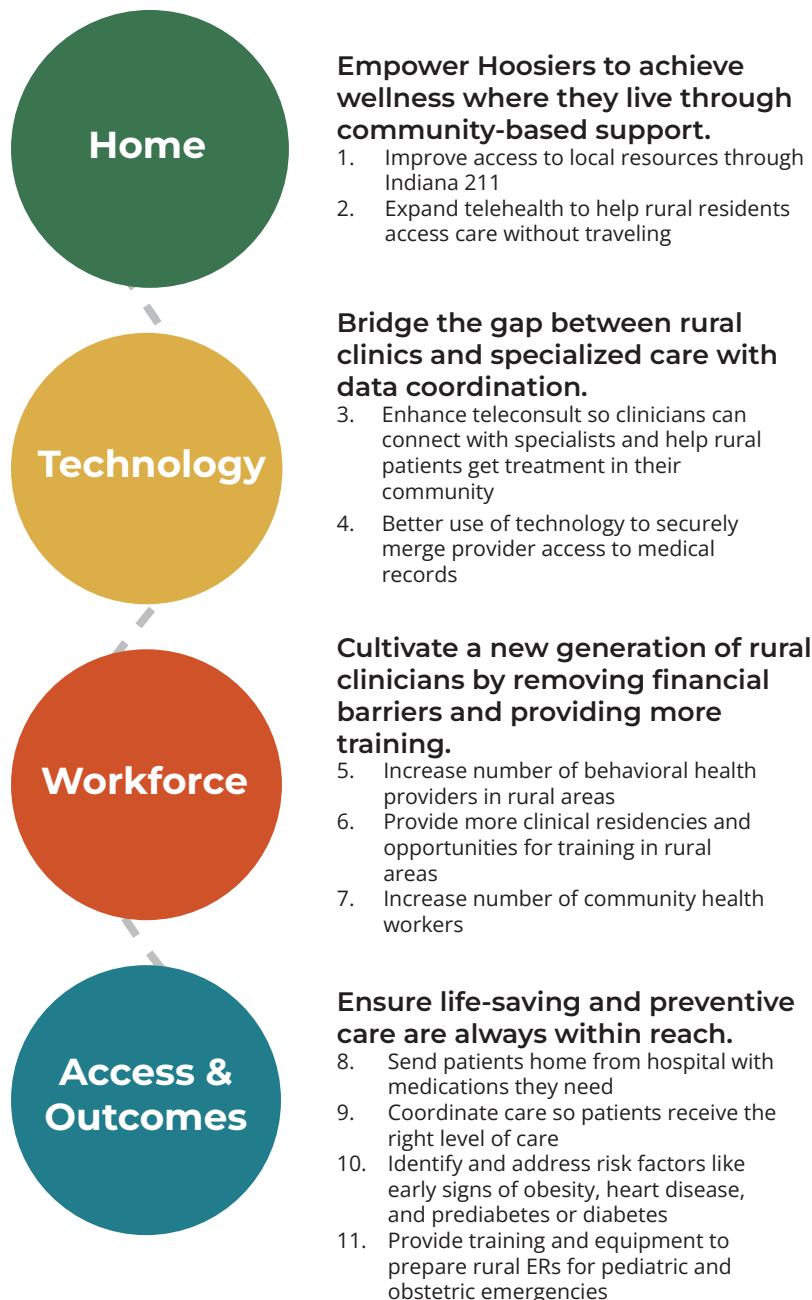 Home
Empower Hoosiers to achieve
wellness where they live through
community-based support.
1. Improve access to local resources through
Indiana 211
2. Expand telehealth to help rural residents
access care without traveling
Technology
Bridge the gap between rural
clinics and specialized care with
data coordination.
3. Enhance teleconsult so clinicians can
connect with specialists and help rural
patients get treatment in their
community
4. Better use of technology to securely
merge provider access to medical
records
Workforce
Cultivate a new generation of rural
clinicians by removing financial
barriers and providing more
training.
5. Increase number of behavioral health
providers in rural areas
6. Provide more clinical residencies and
opportunities for training in rural
areas
7. Increase number of community health
workers
Access &
Outcomes
Ensure life-saving and preventive
care are always within reach.
8. Send patients home from hospital with
medications they need
9. Coordinate care so patients receive the
right level of care
10. Identify and address risk factors like
early signs of obesity, heart disease,
and prediabetes or diabetes
11. Provide training and equipment to
prepare rural ERs for pediatric and
obstetric emergencies